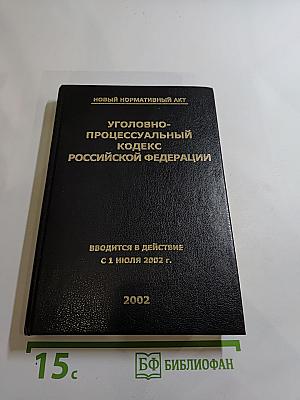 НОВЫЙ НОРМАТИВНЫЙ АКТ
УГОЛОВНО-
ПРОЦЕССУАЛЬНЫЙ
КОДЕКС
РОССИЙСКОЙ ФЕДЕРАЦИИ
ВВОДИТСЯ В ДЕЙСТВИЕ
С 1 ИЮЛЯ 2002 г.
2002
15с
БФ БИБЛИОФАН